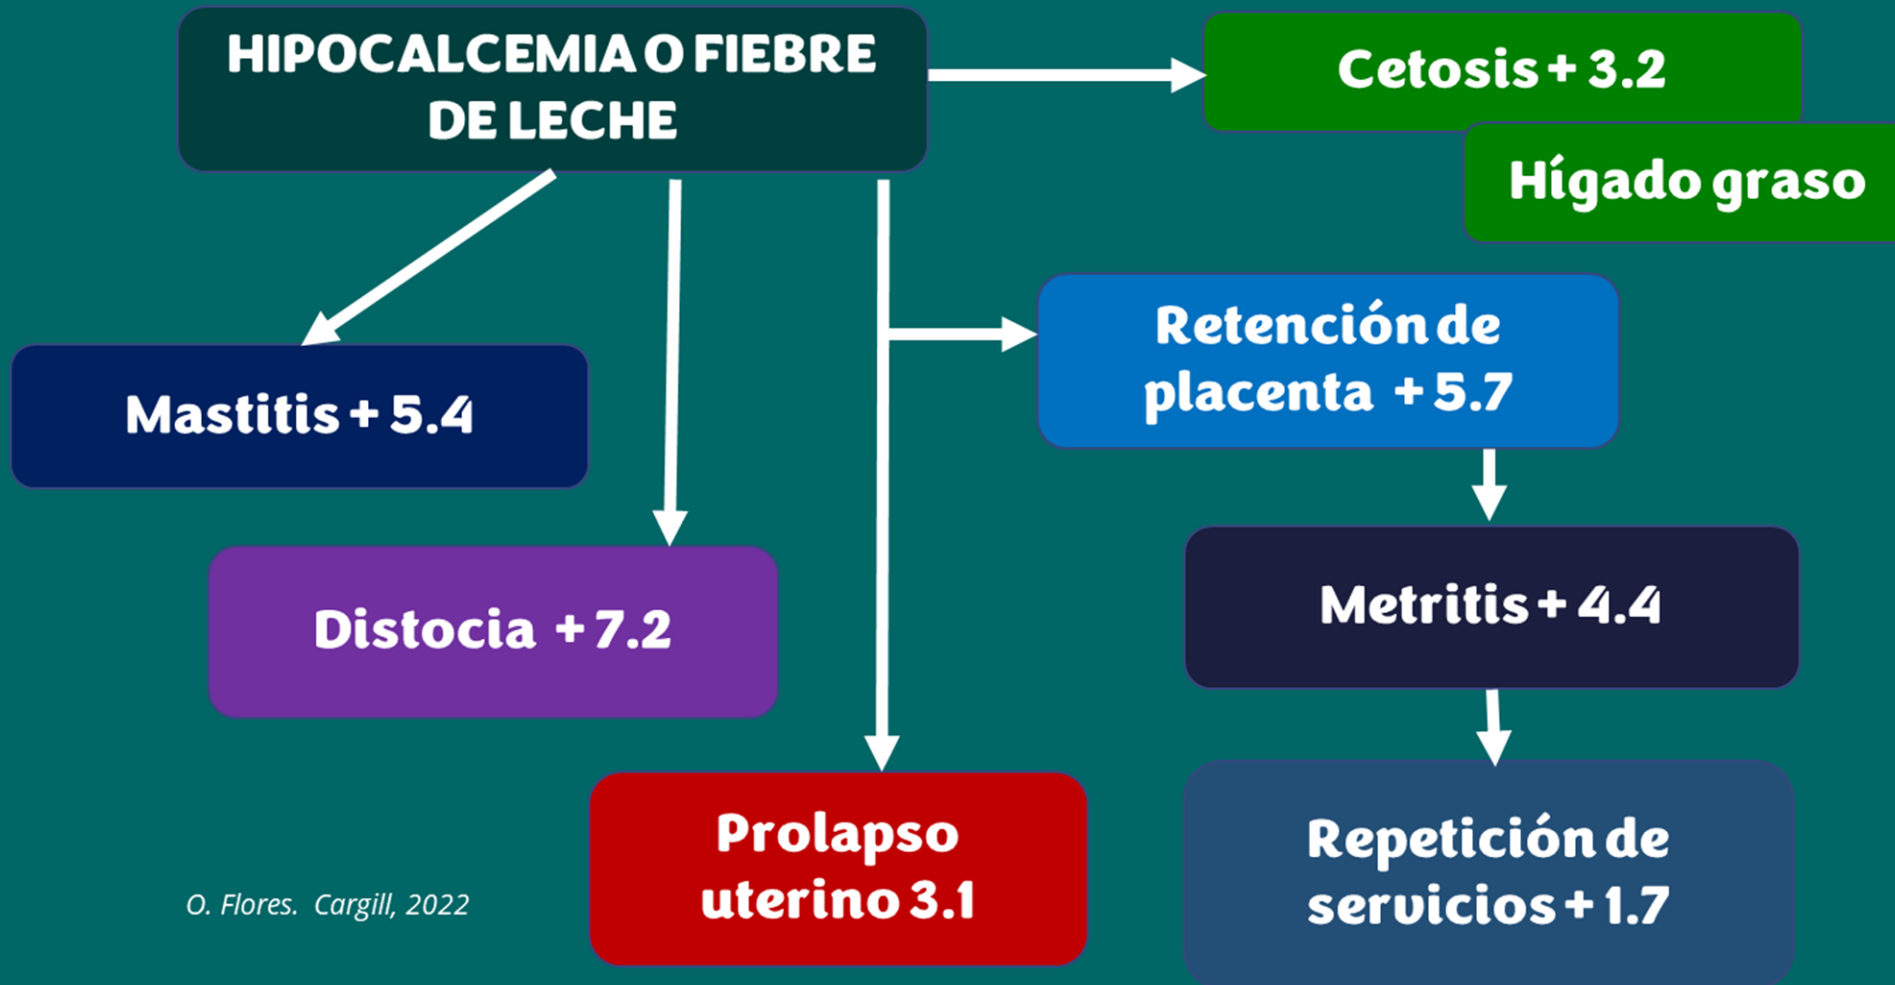 HIPOCALCEMIA O FIEBRE
DE LECHE
Cetosis + 3.2
Hígado graso
Retención de
placenta + 5.7
Mastitis + 5.4
Metritis + 4.4
Distocia + 7.2
Prolapso
uterino 3.1
Repetición de
servicios + 1.7
O. Flores. Cargill, 2022